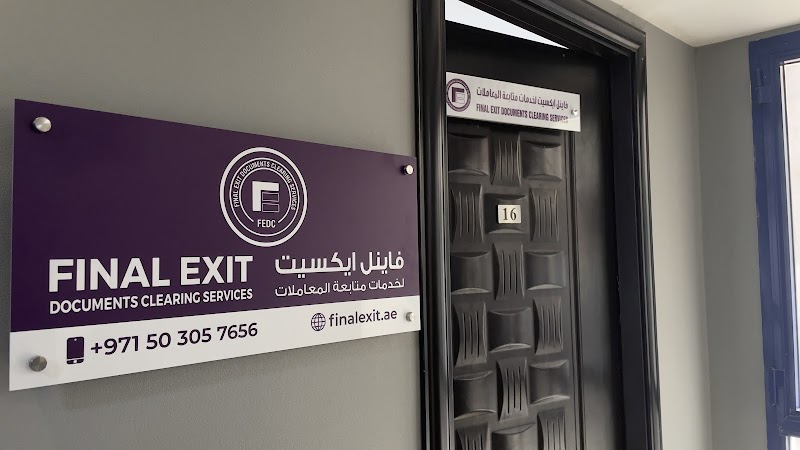 FINAL EXIT DOCUMENTS CLEARING SERVICES
FEDC
FINAL EXIT
DOCUMENTS CLEARING SERVICES
فاينل ايكسيت
لخدمات متابعة المعاملات
+971 50 305 7656
finalexit.ae
فاينل ايكسيت لخدمات متابعة المعاملات
FINAL EXIT DOCUMENTS CLEARING SERVICES
16